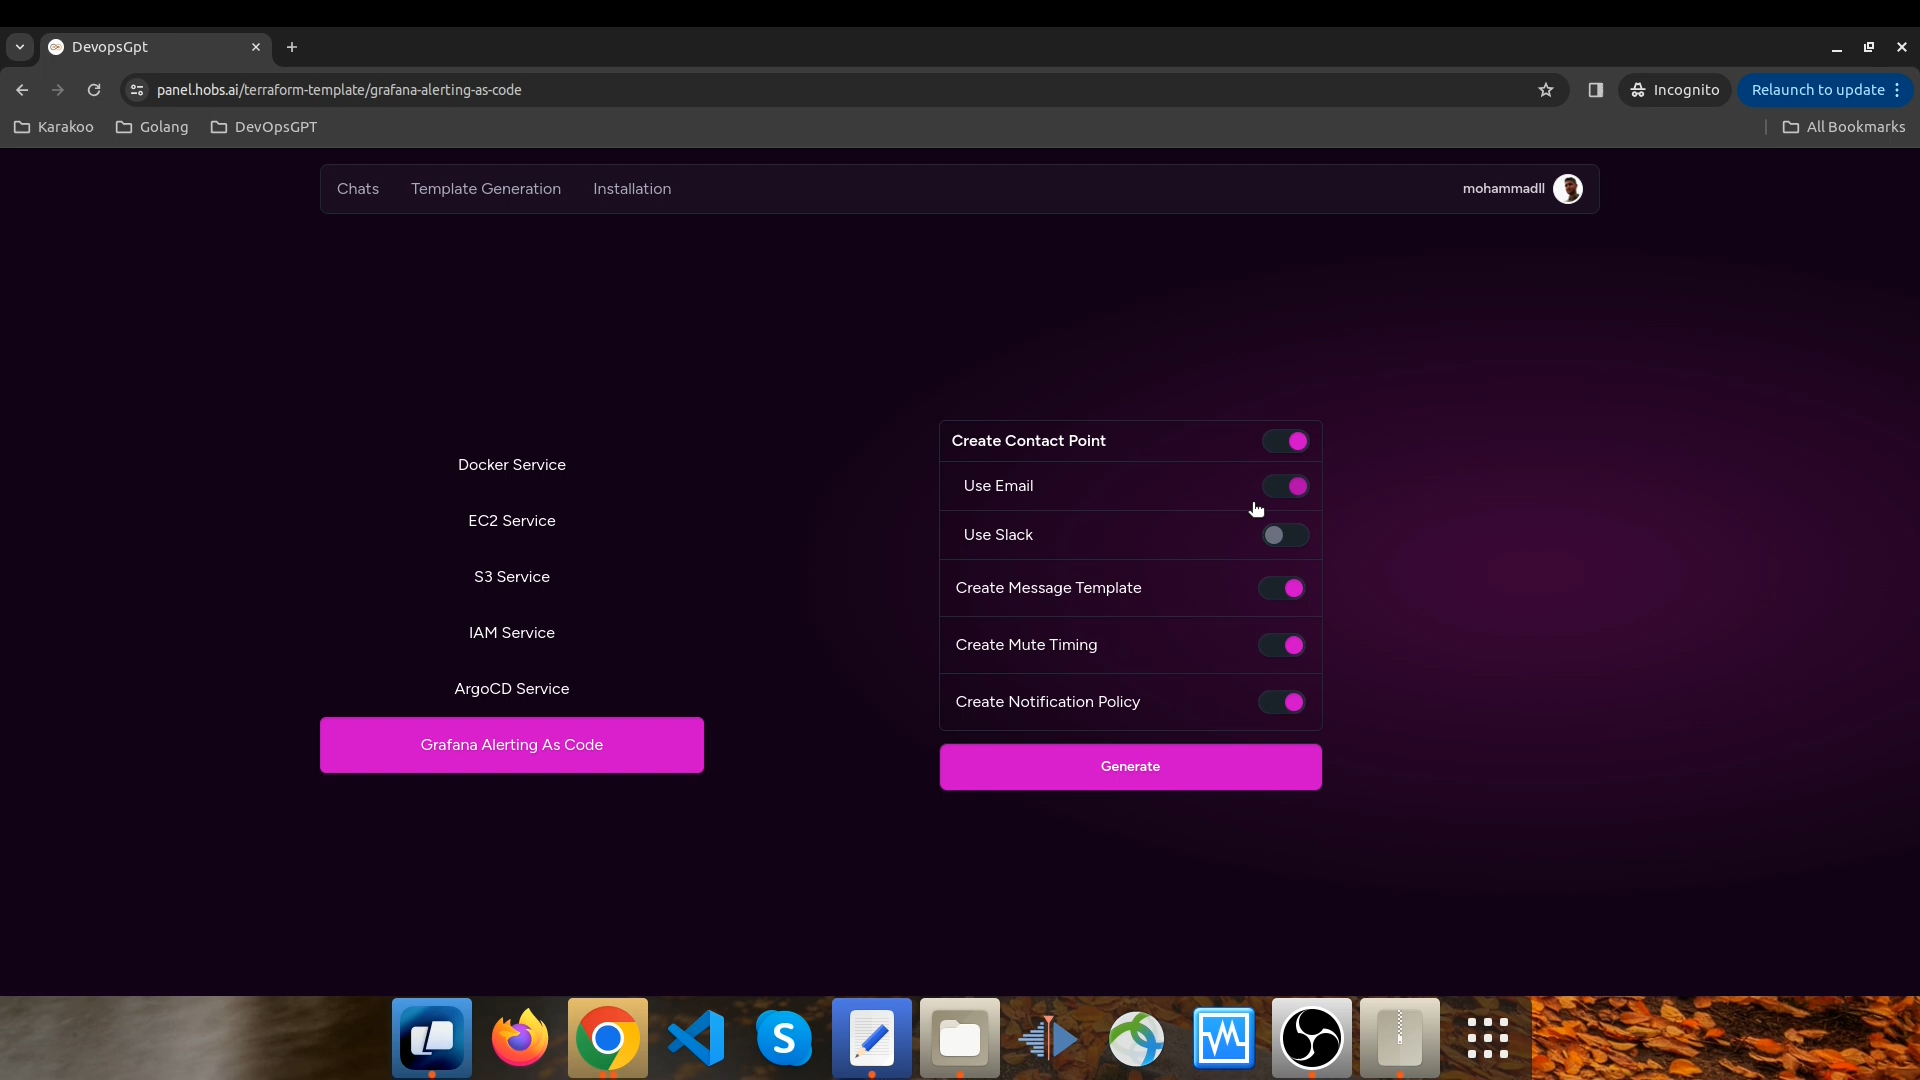 DevopsGpt
panel.hobs.ai/terraform-template/grafana-alerting-as-code
Incognito
Relaunch to update
Karakoo
Golang
DevOpsGPT
All Bookmarks
Chats
Template Generation
Installation
mohammadll
Docker Service
EC2 Service
S3 Service
IAM Service
ArgoCD Service
Grafana Alerting As Code
Create Contact Point
Use Email
Use Slack
Create Message Template
Create Mute Timing
Create Notification Policy
Generate